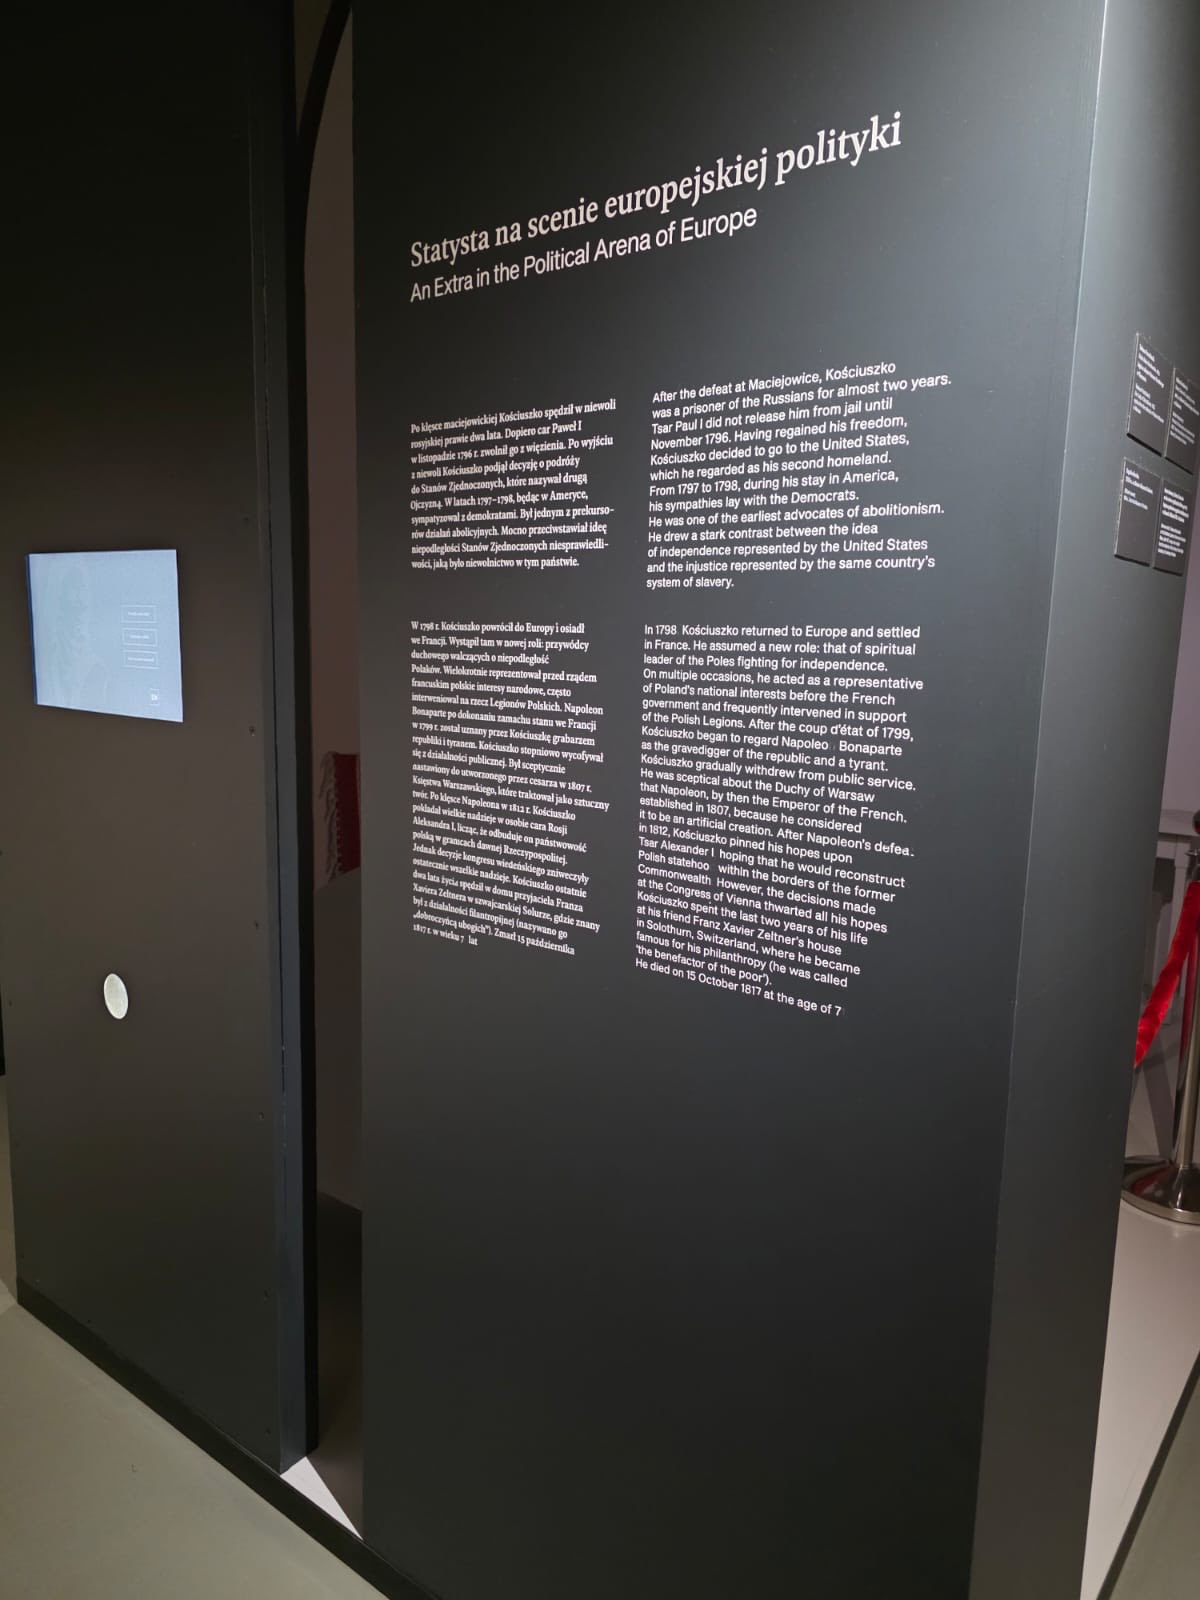 Statysta na scenie europejskiej polityki
An Extra in the Political Arena of Europe
Po klęsce maciejowickiej Kościuszko spędził w niewoli
rosyjskiej prawie dwa lata. Dopiero car Paweł I
w listopadzie 1796 r. zwolnił go z więzienia. Po wyjściu
z niewoli Kościuszko podjął decyzję o podróży
do Stanów Zjednoczonych, które nazywał drugą
Ojczyzną. W latach 1797–1798, będąc w Ameryce,
sympatyzował z demokratami. Był jednym z prekurso-
rów działań abolicyjnych. Mocno przeciwstawiał ideę
niepodległości Stanów Zjednoczonych niesprawiedli-
wości, jaką było niewolnictwo w tym państwie.
W 1798 r. Kościuszko powrócił do Europy i osiadł
we Francji. Wystąpił tam w nowej roli: przywódcy
duchowego walczących o niepodległość
Polaków. Wielokrotnie reprezentował przed rządem
francuskim polskie interesy narodowe, często
interweniował na rzecz Legionów Polskich. Napoleon
Bonaparte po dokonaniu zamachu stanu we Francji
w 1799 r. został uznany przez Kościuszkę grabarzem
republiki i tyranem. Kościuszko stopniowo wycofywał
się z działalności publicznej. Był sceptycznie
nastawiony do utworzonego przez cesarza w 1807 r.
Księstwa Warszawskiego, które traktował jako sztuczny
twór. Po klęsce Napoleona w 1812 r. Kościuszko
pokładał wielkie nadzieje w osobie cara Rosji
Aleksandra I, licząc, że odbuduje on państwowość
polską w granicach dawnej Rzeczypospolitej.
Jednak decyzje kongresu wiedeńskiego zniweczyły
ostatecznie wszelkie nadzieje. Kościuszko ostatnie
dwa lata życia spędził w domu przyjaciela Franza
Xaviera Zeltnera w szwajcarskiej Solurze, gdzie znany
był z działalności filantropijnej (nazywano go
„dobroczyńcą ubogich”). Zmarł 15 października
1817 r. w wieku 7 lat
After the defeat at Maciejowice, Kościuszko
was a prisoner of the Russians for almost two years.
Tsar Paul I did not release him from jail until
November 1796. Having regained his freedom,
Kościuszko decided to go to the United States,
which he regarded as his second homeland.
From 1797 to 1798, during his stay in America,
his sympathies lay with the Democrats.
He was one of the earliest advocates of abolitionism.
He drew a stark contrast between the idea
of independence represented by the United States
and the injustice represented by the same country's
system of slavery.
In 1798 Kościuszko returned to Europe and settled
in France. He assumed a new role: that of spiritual
leader of the Poles fighting for independence.
On multiple occasions, he acted as a representative
of Poland's national interests before the French
government and frequently intervened in support
of the Polish Legions. After the coup d'état of 1799,
Kościuszko began to regard Napoleo Bonaparte
as the gravedigger of the republic and a tyrant.
Kościuszko gradually withdrew from public service.
He was sceptical about the Duchy of Warsaw
that Napoleon, by then the Emperor of the French.
established in 1807, because he considered
it to be an artificial creation. After Napoleon's defea.
in 1812, Kościuszko pinned his hopes upon
Tsar Alexander I hoping that he would reconstruct
Polish statehoo within the borders of the former
Commonwealth However, the decisions made
at the Congress of Vienna thwarted all his hopes
Kościuszko spent the last two years of his life
at his friend Franz Xavier Zeltner's house
in Solothurn, Switzerland, where he became
famous for his philanthropy (he was called
'the benefactor of the poor').
He died on 15 October 1817 at the age of 7